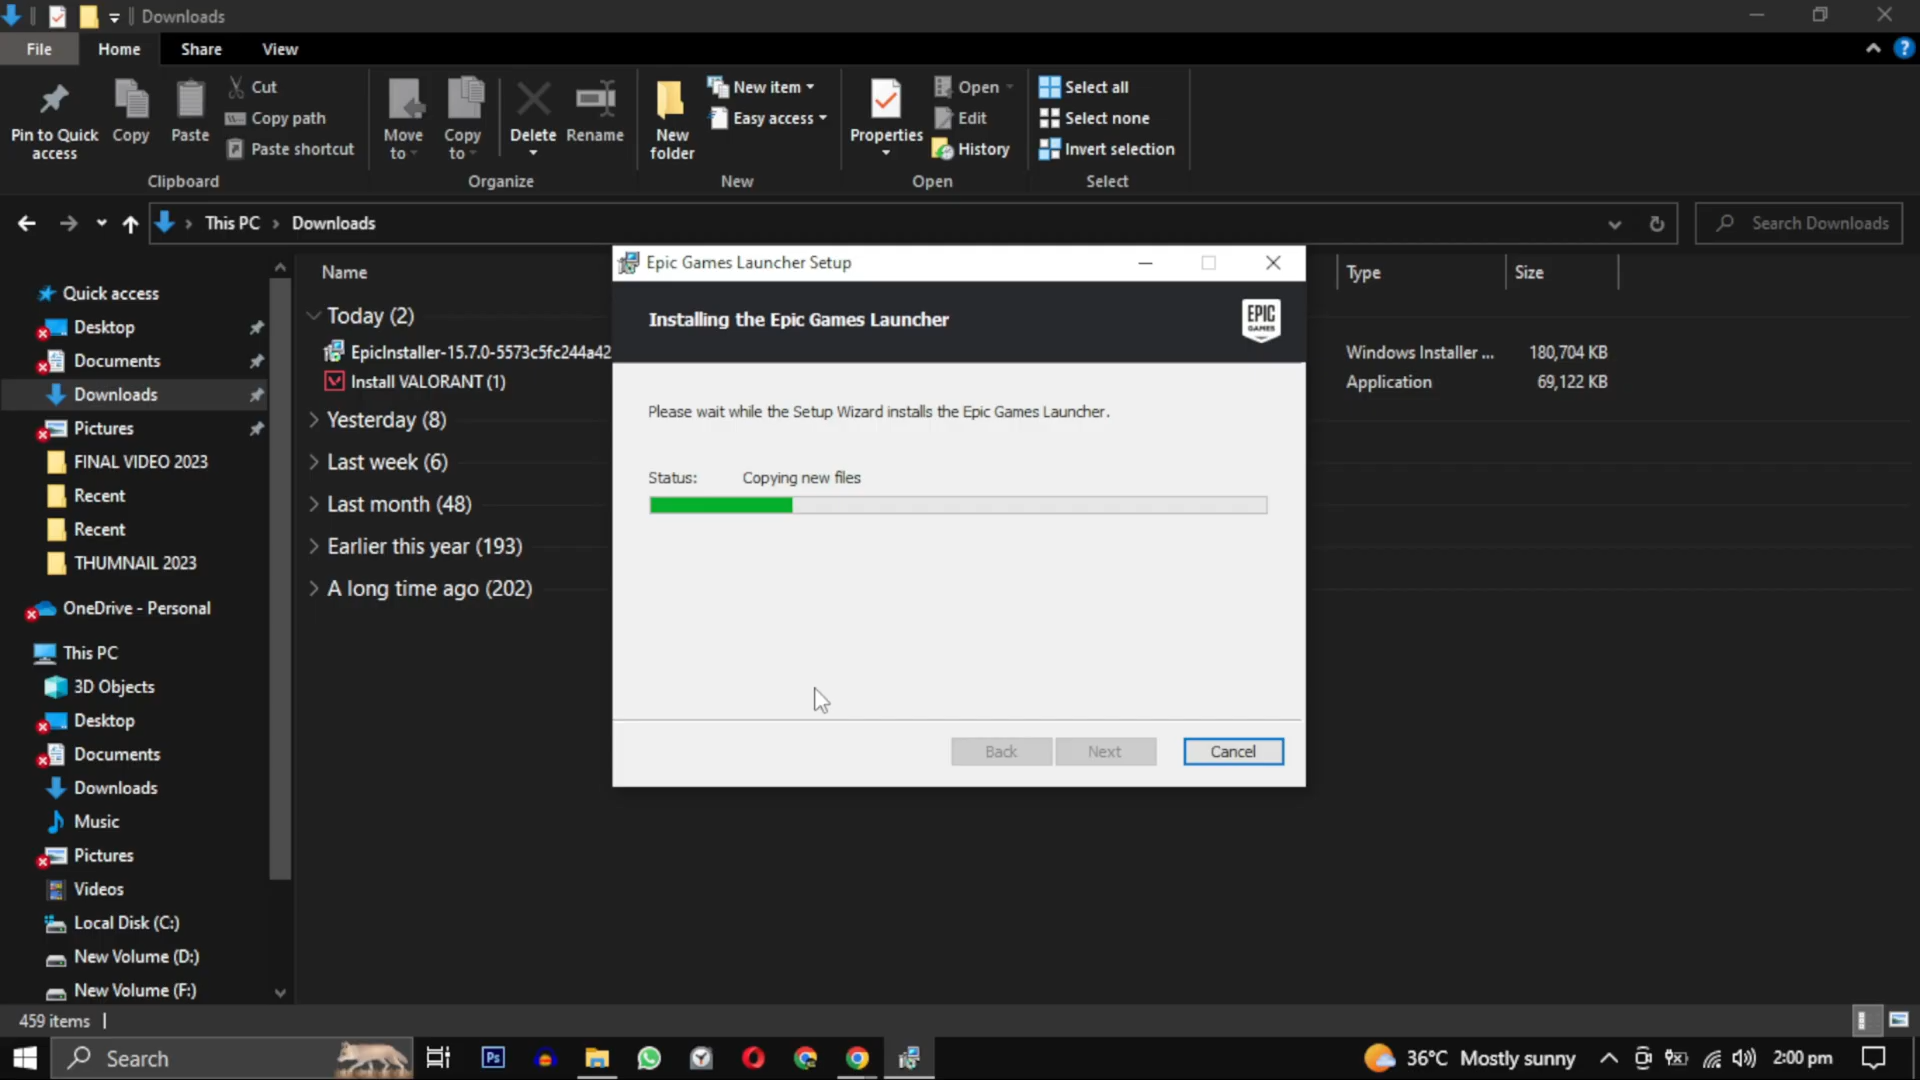 Downloads
File Home Share View
Pin to Quick access
Copy
Paste
Cut
Copy path
Paste shortcut
Clipboard
Move to
Copy to
Delete
Rename
Organize
New folder
New item
Easy access
New
Properties
Open
Edit
History
Open
Select all
Select none
Invert selection
Select
This PC > Downloads
Search Downloads
Quick access
Desktop
Documents
Downloads
Pictures
FINAL VIDEO 2023
Recent
Recent
THUMNAIL 2023
OneDrive - Personal
This PC
3D Objects
Desktop
Documents
Downloads
Music
Pictures
Videos
Local Disk (C:)
New Volume (D:)
New Volume (F:)
Name Type Size
Today (2)
EpicInstaller-15.7.0-5573c5fc244a42 Windows Installer ... 180,704 KB
Install VALORANT (1) Application 69,122 KB
Yesterday (8)
Last week (6)
Last month (48)
Earlier this year (193)
A long time ago (202)
Epic Games Launcher Setup
Installing the Epic Games Launcher
EPIC
GAMES
Please wait while the Setup Wizard installs the Epic Games Launcher.
Status: Copying new files
Back Next Cancel
459 items
Search
Ps
36°C Mostly sunny
2:00 pm